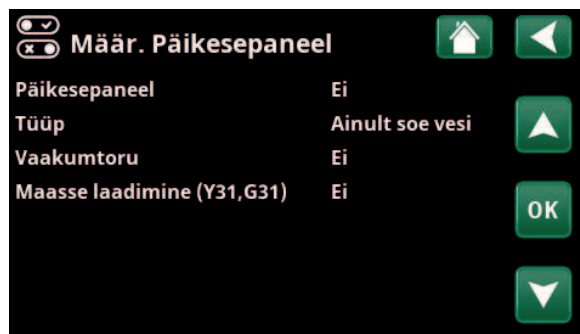 Määr. Päikesepaneel
Päikesepaneel Ei
Tüüp Ainult soe vesi
Vaakumtoru Ei
Maasse laadimine (Y31,G31) Ei
OK